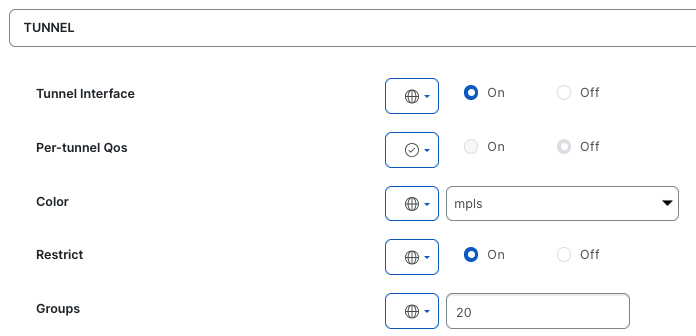 TUNNEL
Tunnel Interface On Off
Per-tunnel Qos On Off
Color mpls
Restrict On Off
Groups 20